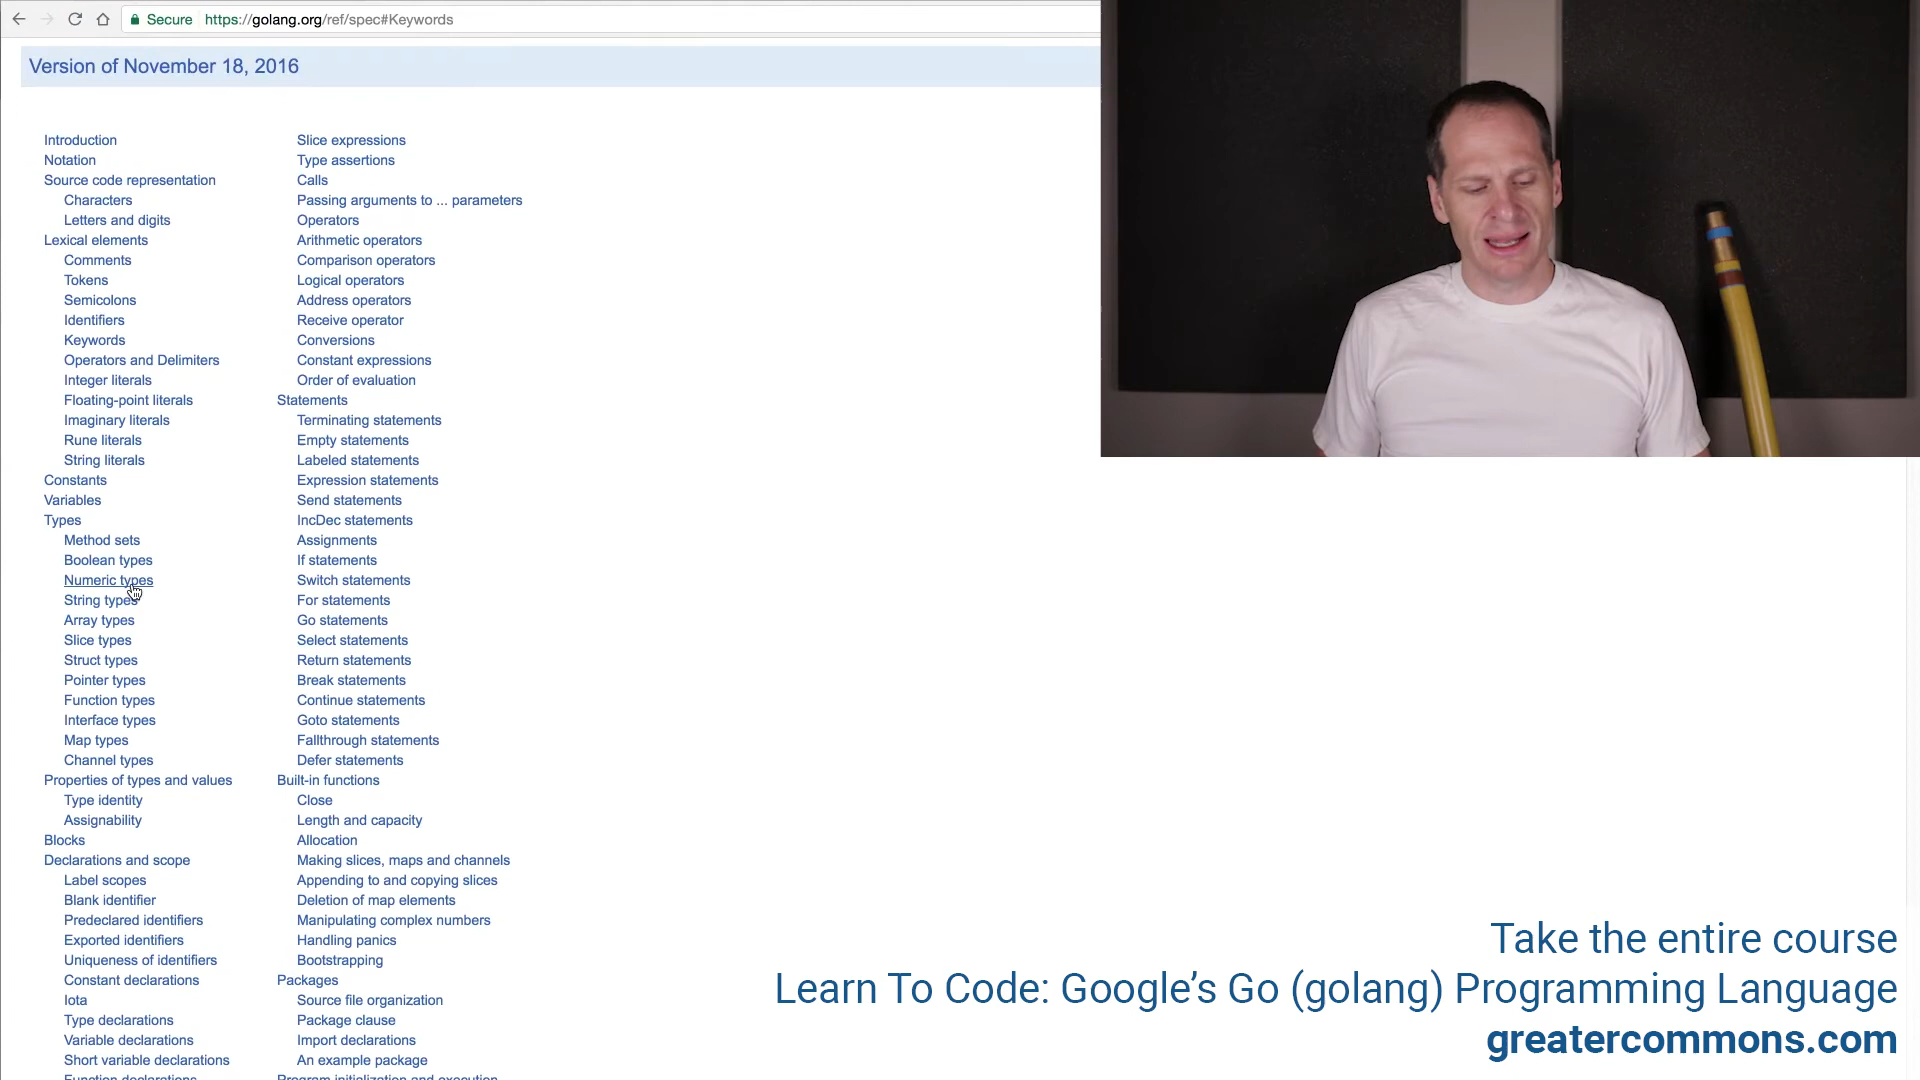 Secure https://golang.org/ref/spec#Keywords
Version of November 18, 2016
Introduction
Notation
Source code representation
Characters
Letters and digits
Lexical elements
Comments
Tokens
Semicolons
Identifiers
Keywords
Operators and Delimiters
Integer literals
Floating-point literals
Imaginary literals
Rune literals
String literals
Constants
Variables
Types
Method sets
Boolean types
Numeric types
String types
Array types
Slice types
Struct types
Pointer types
Function types
Interface types
Map types
Channel types
Properties of types and values
Type identity
Assignability
Blocks
Declarations and scope
Label scopes
Blank identifier
Predeclared identifiers
Exported identifiers
Uniqueness of identifiers
Constant declarations
Iota
Type declarations
Variable declarations
Short variable declarations
Function declarations
Slice expressions
Type assertions
Calls
Passing arguments to ... parameters
Operators
Arithmetic operators
Comparison operators
Logical operators
Address operators
Receive operator
Conversions
Constant expressions
Order of evaluation
Statements
Terminating statements
Empty statements
Labeled statements
Expression statements
Send statements
IncDec statements
Assignments
If statements
Switch statements
For statements
Go statements
Select statements
Return statements
Break statements
Continue statements
Goto statements
Fallthrough statements
Defer statements
Built-in functions
Close
Length and capacity
Allocation
Making slices, maps and channels
Appending to and copying slices
Deletion of map elements
Manipulating complex numbers
Handling panics
Bootstrapping
Packages
Source file organization
Package clause
Import declarations
An example package
Program initialization and execution
Take the entire course
Learn To Code: Google’s Go (golang) Programming Language
greatercommons.com